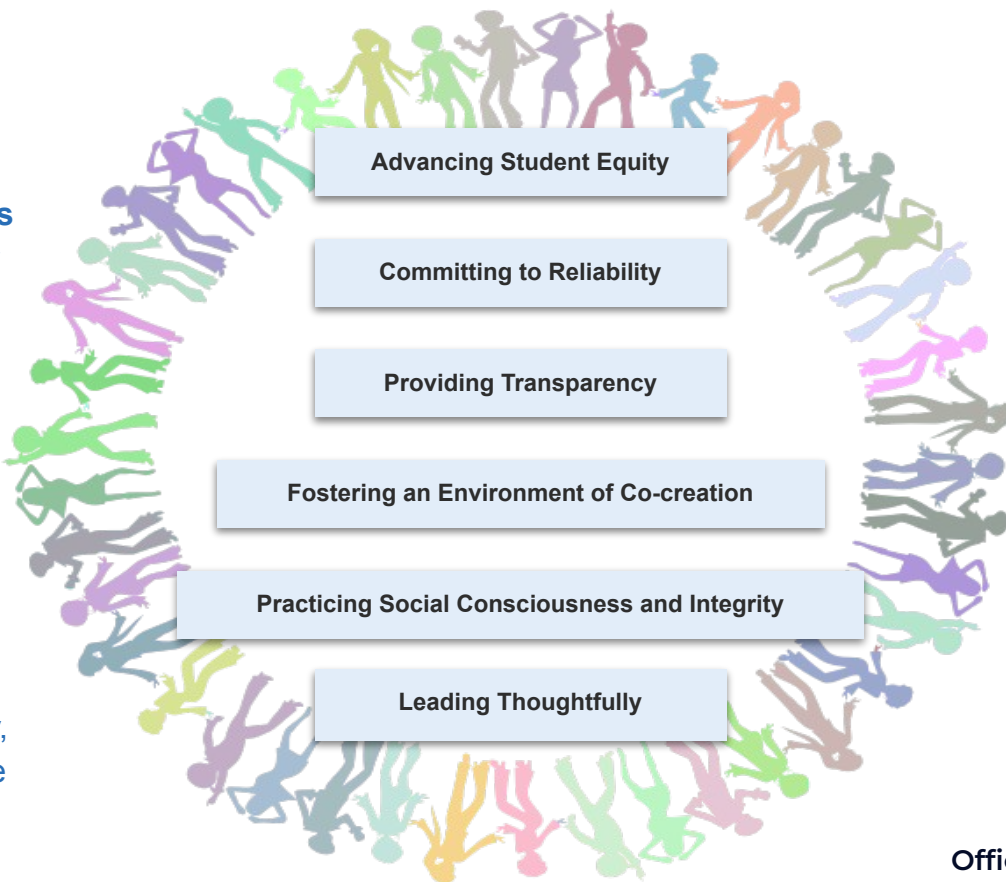 Advancing Student Equity
s
Committing to Reliability
Providing Transparency
Fostering an Environment of Co-creation
Practicing Social Consciousness and Integrity
Leading Thoughtfully